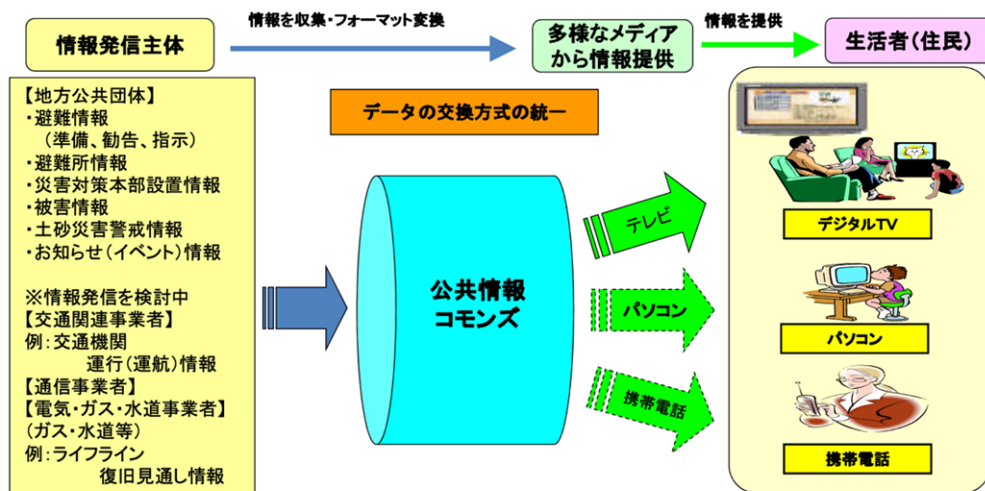 情報を収集・フォーマット変換
情報を提供
情報発信主体
多様なメディア
から情報提供
生活者(住民)
【地方公共団体】
・避難情報
(準備、勧告、指示)
・避難所情報
・災害対策本部設置情報
・被害情報
・土砂災害警戒情報
・お知らせ(イベント)情報
※情報発信を検討中
【交通関連事業者】
例:交通機関
運行(運航)情報
【通信事業者】
【電気・ガス・水道事業者】
(ガス・水道等)
例:ライフライン
復旧見通し情報
データの交換方式の統一
公共情報
コモンズ
テレビ
パソコン
携帯電話
デジタルTV
パソコン
携帯電話